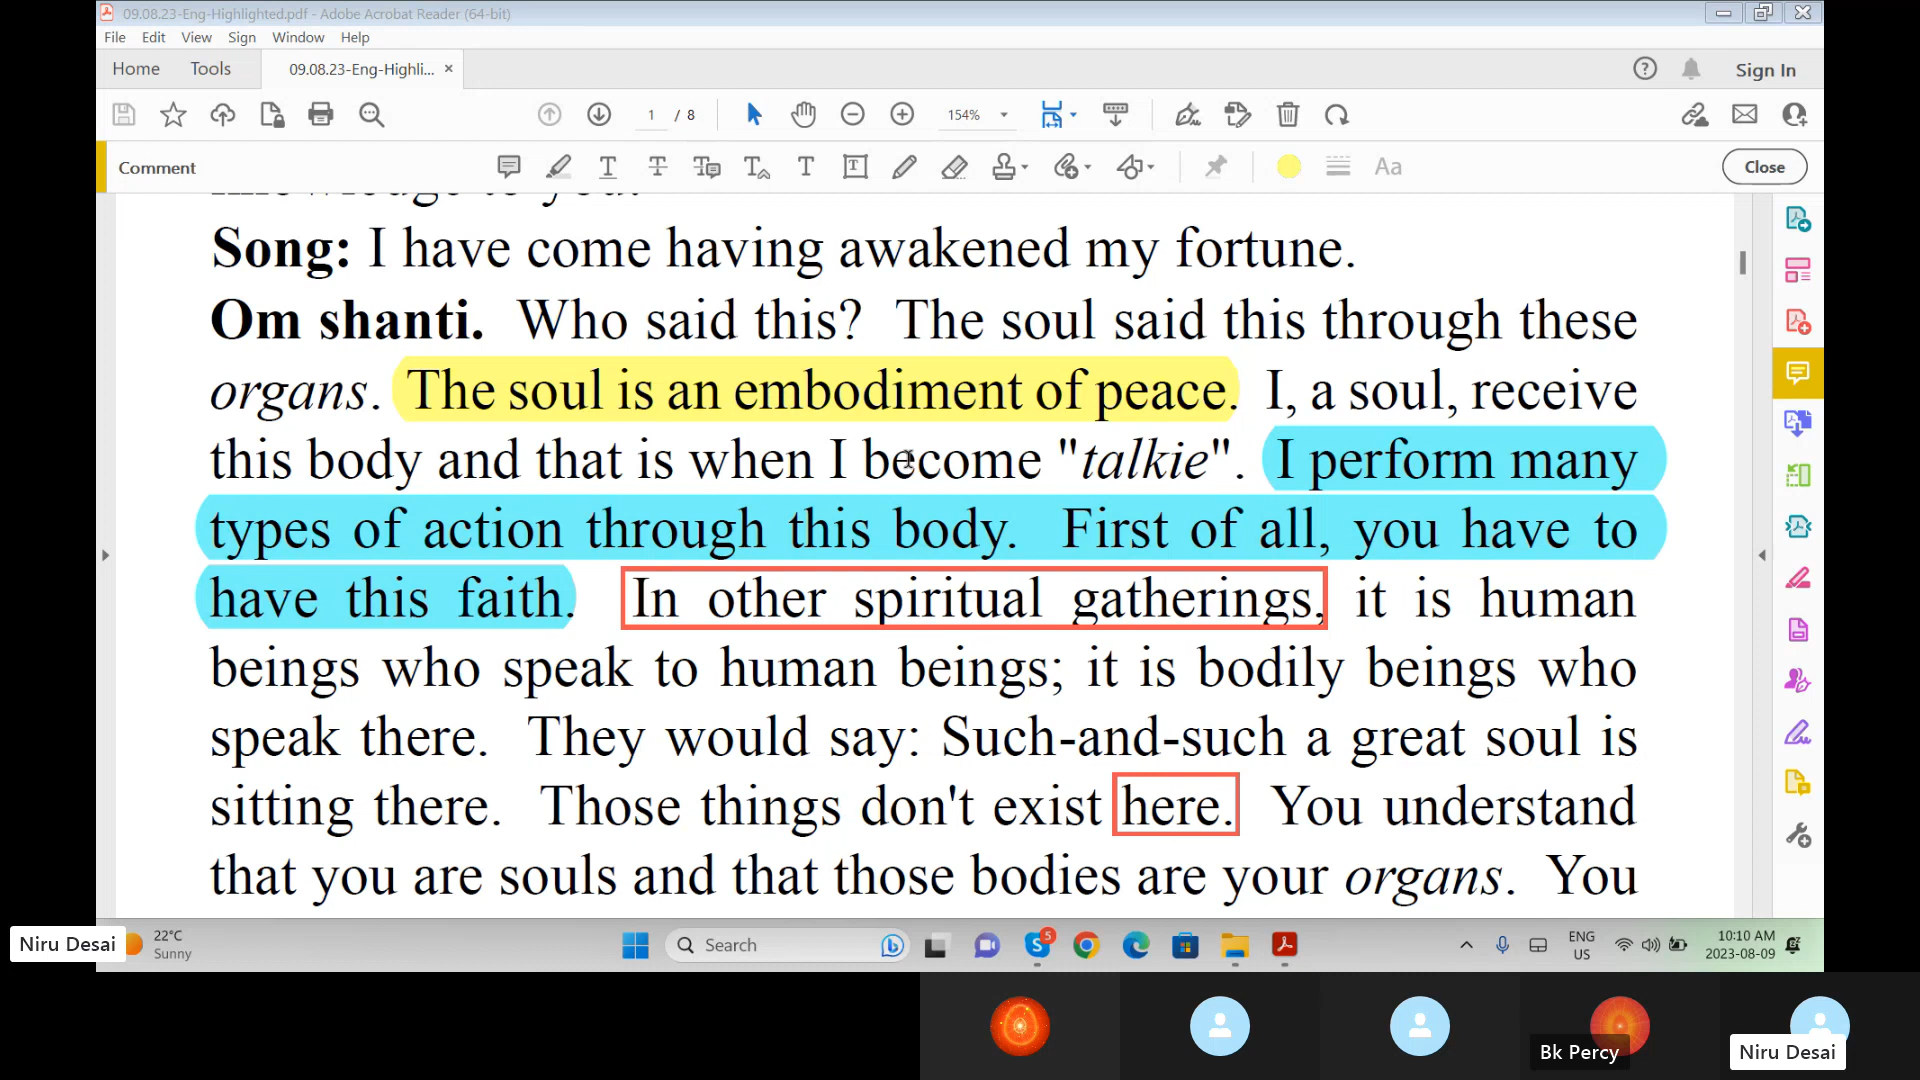 09.08.23-Eng-Highlighted.pdf - Adobe Acrobat Reader (64-bit)
File Edit View Sign Window Help
Home Tools 09.08.23-Eng-Highli... × Sign In
1 / 8 154%
Comment Aa Close
knowledge to you.
Song: I have come having awakened my fortune.
Om shanti. Who said this? The soul said this through these
organs. The soul is an embodiment of peace. I, a soul, receive
this body and that is when I become "talkie". I perform many
types of action through this body. First of all, you have to
have this faith. In other spiritual gatherings, it is human
beings who speak to human beings; it is bodily beings who
speak there. They would say: Such-and-such a great soul is
sitting there. Those things don't exist here. You understand
that you are souls and that those bodies are your organs. You
Niru Desai
22°C
Sunny
Search
5
ENG
US
10:10 AM
2023-08-09
Bk Percy
Niru Desai